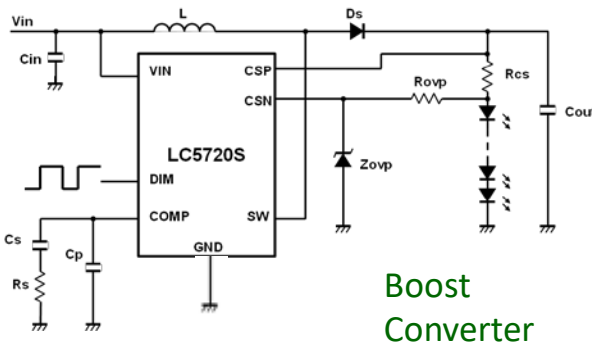 Vin
L
Ds
Cin
VIN
CSP
Rcs
Rovp
CSN
Cout
LC5720S
Zovp
DIM
COMP
SW
Cs
Cp
GND
Rs
Boost
Converter